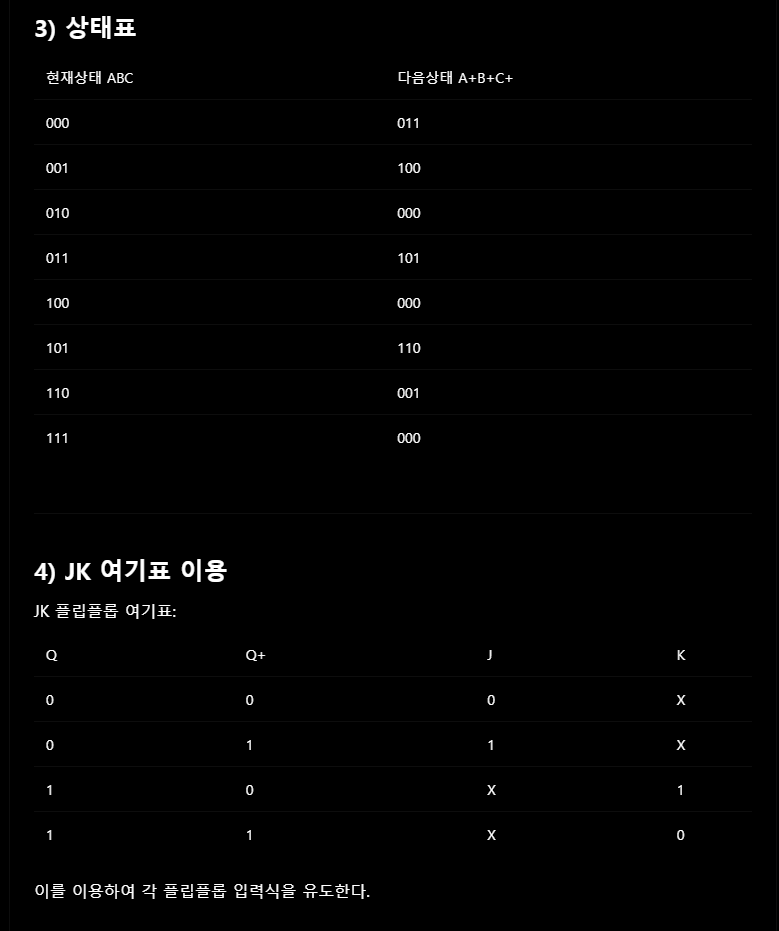 3) 상태표
현재상태 ABC 다음상태 A+B+C+
000 011
001 100
010 000
011 101
100 000
101 110
110 001
111 000
4) JK 여기표 이용
JK 플립플롭 여기표:
Q Q+ J K
0 0 0 X
0 1 1 X
1 0 X 1
1 1 X 0
이를 이용하여 각 플립플롭 입력식을 유도한다.